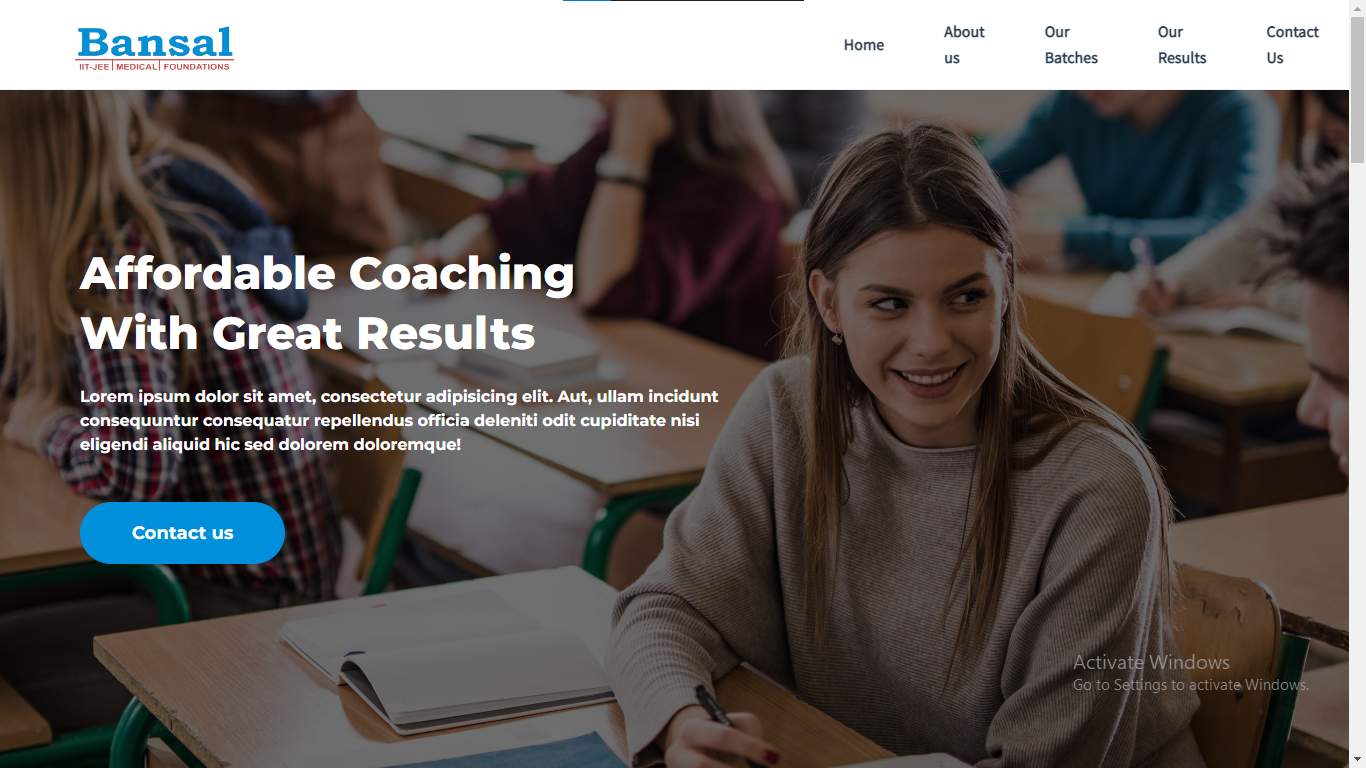 Bansal
IIT-JEE | MEDICAL | FOUNDATIONS
Home
About
us
Our
Batches
Our
Results
Contact
Us
Affordable Coaching
With Great Results
Lorem ipsum dolor sit amet, consectetur adipisicing elit. Aut, ullam incidunt
consequuntur consequatur repellendus officia deleniti odit cupiditate nisi
eligendi aliquid hic sed dolorem doloremque!
Contact us
Activate Windows
Go to Settings to activate Windows.